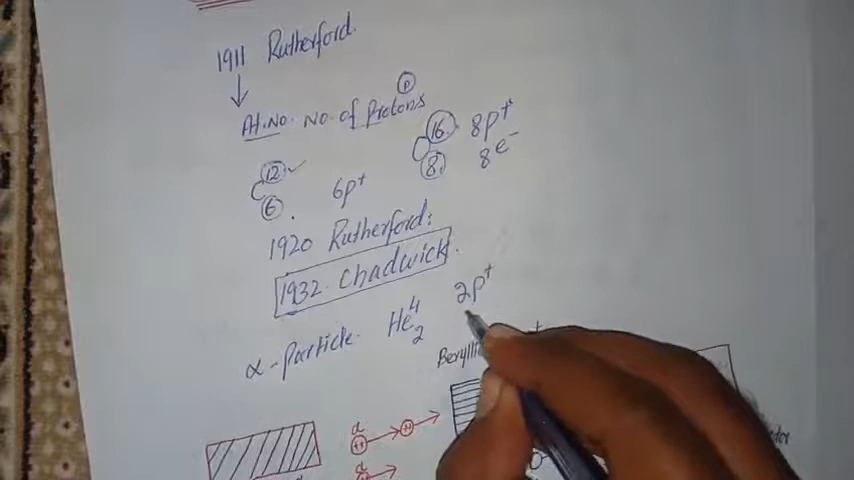 1911 Rutherford.
At.No. No. of Protons
p
C 12 6 6p+
O 16 8 8p+
8e-
1920 Rutherford:
1932. Chadwick.
α-Particle. He 4 2 2p+
α
α